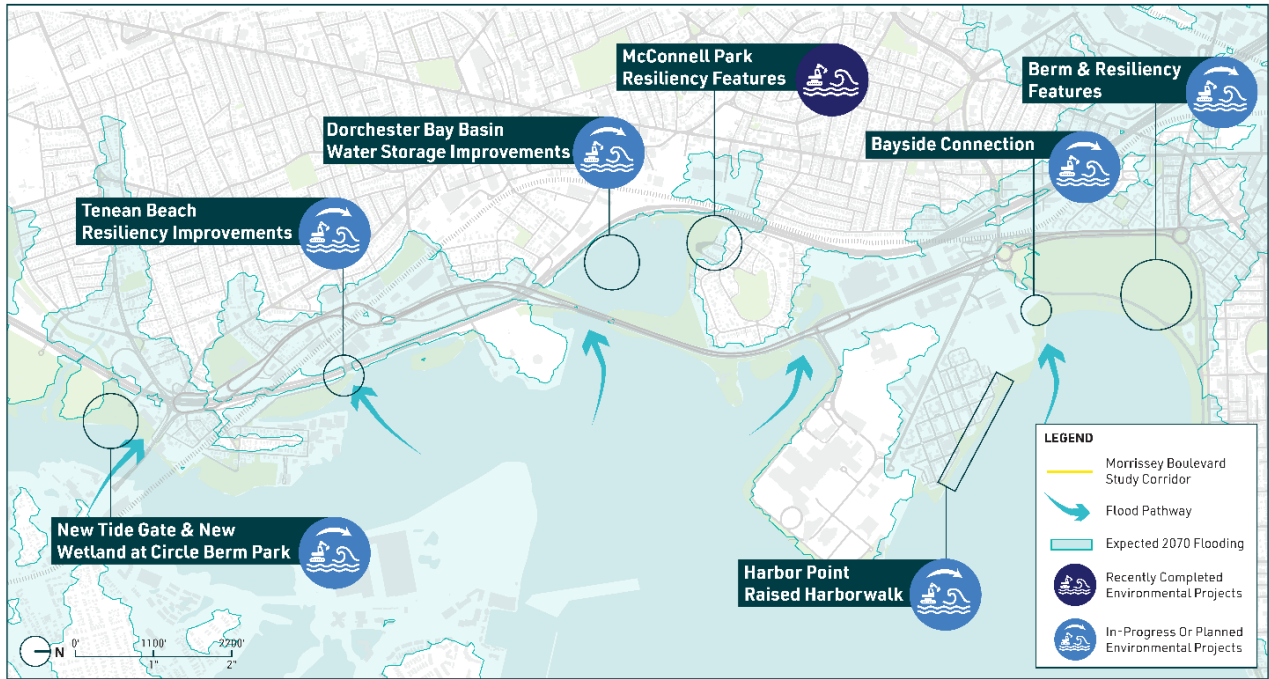 McConnell Park
Resiliency Features
Berm & Resiliency
Features
Dorchester Bay Basin
Water Storage Improvements
Bayside Connection
Tenean Beach
Resiliency Improvements
New Tide Gate & New
Wetland at Circle Berm Park
Harbor Point
Raised Harborwalk
LEGEND
Morrissey Boulevard
Study Corridor
Flood Pathway
Expected 2070 Flooding
Recently Completed
Environmental Projects
In-Progress Or Planned
Environmental Projects
N
0' 1100' 2200'
1" 2"